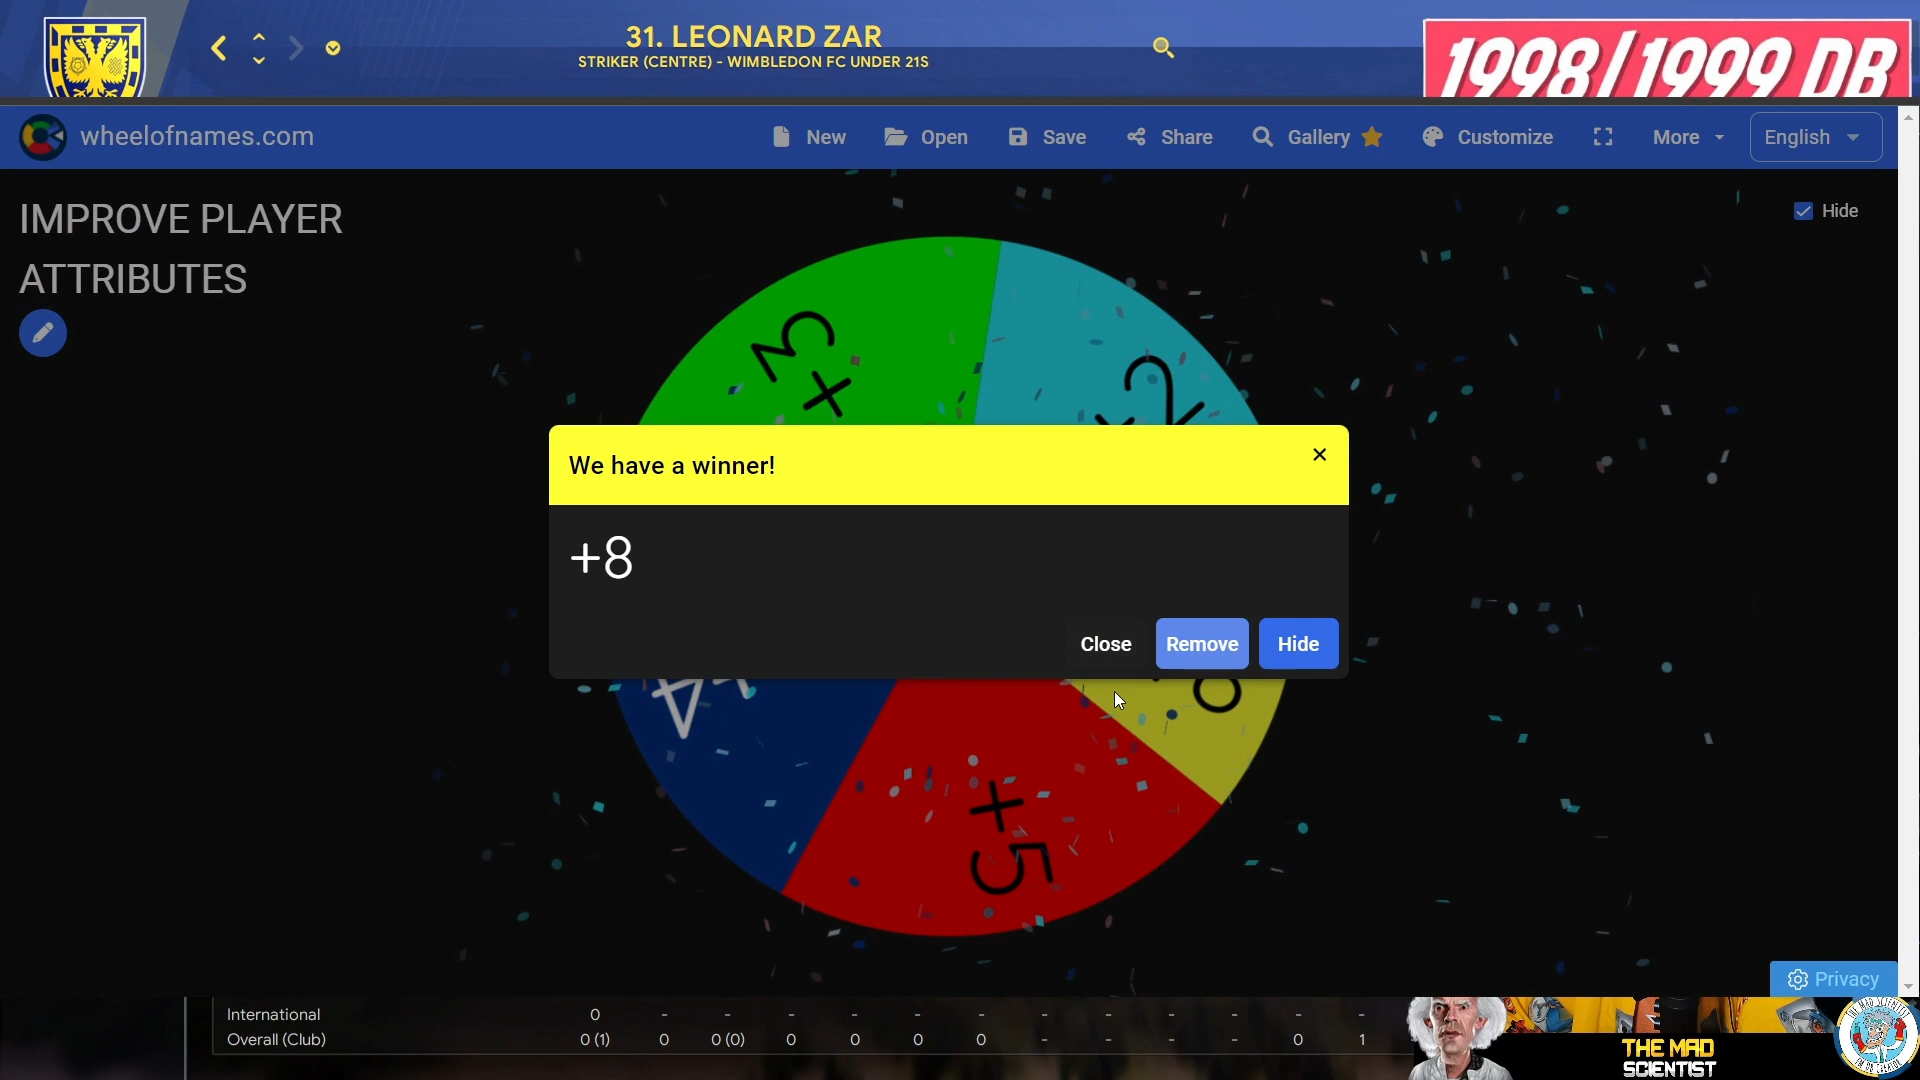 31. LEONARD ZAR
STRIKER (CENTRE) - WIMBLEDON FC UNDER 21S
1998/1999 DB
wheelofnames.com
New
Open
Save
Share
Gallery
Customize
More
English
IMPROVE PLAYER
ATTRIBUTES
Hide
+3
+2
We have a winner!
+8
Close
Remove
Hide
+5
Privacy
International 0 - - - - - - - - - - - -
Overall (Club) 0 (1) 0 0 (0) 0 0 0 0 - - - - 0 1
THE MAD
SCIENTIST